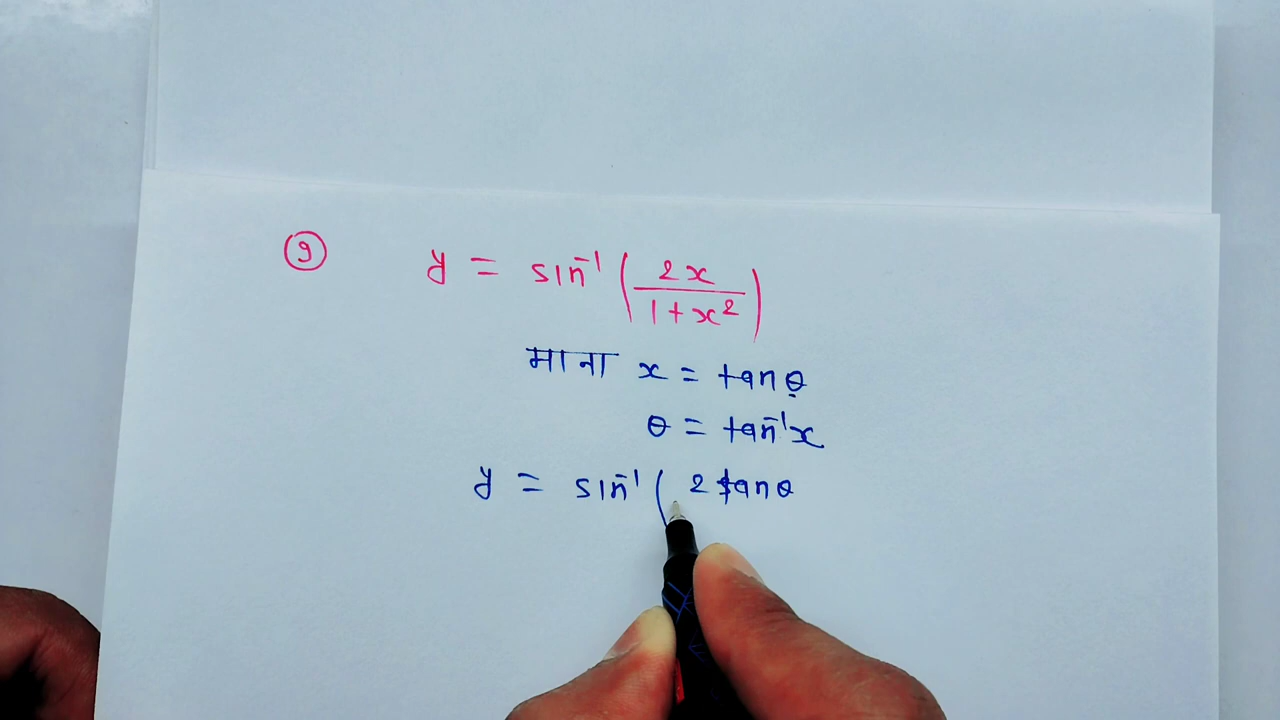 ⑨ y = sin⁻¹ (2x / 1+x²)
माना x = tanθ
θ = tan⁻¹x
y = sin⁻¹ ( 2tanθ